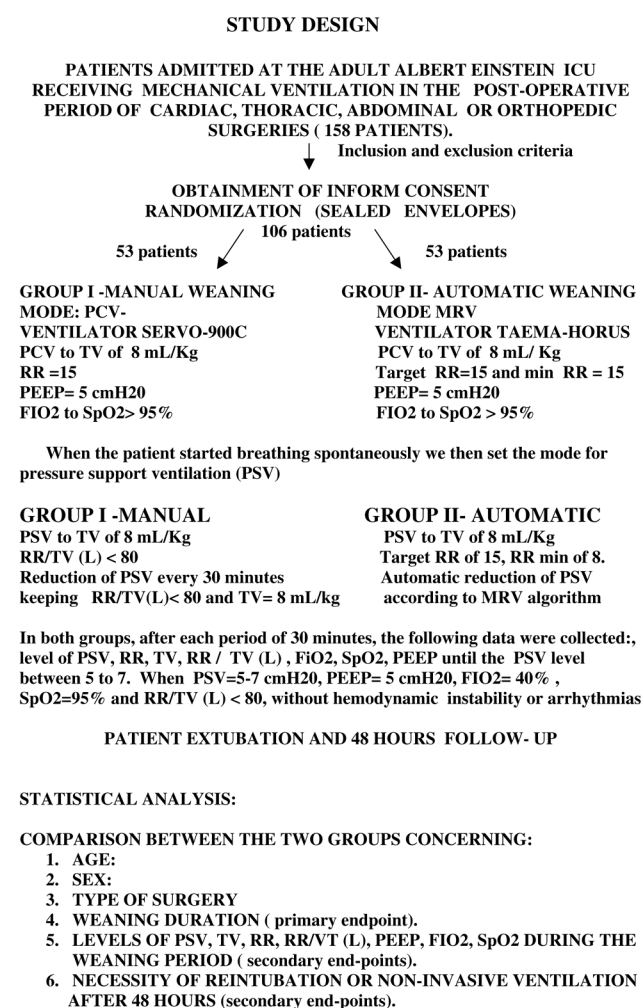 STUDY DESIGN
PATIENTS ADMITTED AT THE ADULT ALBERT EINSTEIN ICU
RECEIVING MECHANICAL VENTILATION IN THE POST-OPERATIVE
PERIOD OF CARDIAC, THORACIC, ABDOMINAL OR ORTHOPEDIC
SURGERIES ( 158 PATIENTS).
Inclusion and exclusion criteria
OBTAINMENT OF INFORM CONSENT
RANDOMIZATION (SEALED ENVELOPES)
106 patients
53 patients 53 patients
GROUP I -MANUAL WEANING GROUP II- AUTOMATIC WEANING
MODE: PCV- MODE MRV
VENTILATOR SERVO-900C VENTILATOR TAEMA-HORUS
PCV to TV of 8 mL/Kg PCV to TV of 8 mL/ Kg
RR =15 Target RR=15 and min RR = 15
PEEP= 5 cmH20 PEEP= 5 cmH20
FIO2 to SpO2> 95% FIO2 to SpO2 > 95%
When the patient started breathing spontaneously we then set the mode for
pressure support ventilation (PSV)
GROUP I -MANUAL GROUP II- AUTOMATIC
PSV to TV of 8 mL/Kg PSV to TV of 8 mL/Kg
RR/TV (L) < 80 Target RR of 15, RR min of 8.
Reduction of PSV every 30 minutes Automatic reduction of PSV
keeping RR/TV(L)< 80 and TV= 8 mL/kg according to MRV algorithm
In both groups, after each period of 30 minutes, the following data were collected:,
level of PSV, RR, TV, RR / TV (L) , FiO2, SpO2, PEEP until the PSV level
between 5 to 7. When PSV=5-7 cmH20, PEEP= 5 cmH20, FIO2= 40% ,
SpO2=95% and RR/TV (L) < 80, without hemodynamic instability or arrhythmias
PATIENT EXTUBATION AND 48 HOURS FOLLOW- UP
STATISTICAL ANALYSIS:
COMPARISON BETWEEN THE TWO GROUPS CONCERNING:
1. AGE:
2. SEX:
3. TYPE OF SURGERY
4. WEANING DURATION ( primary endpoint).
5. LEVELS OF PSV, TV, RR, RR/VT (L), PEEP, FIO2, SpO2 DURING THE
WEANING PERIOD ( secondary end-points).
6. NECESSITY OF REINTUBATION OR NON-INVASIVE VENTILATION
AFTER 48 HOURS (secondary end-points).